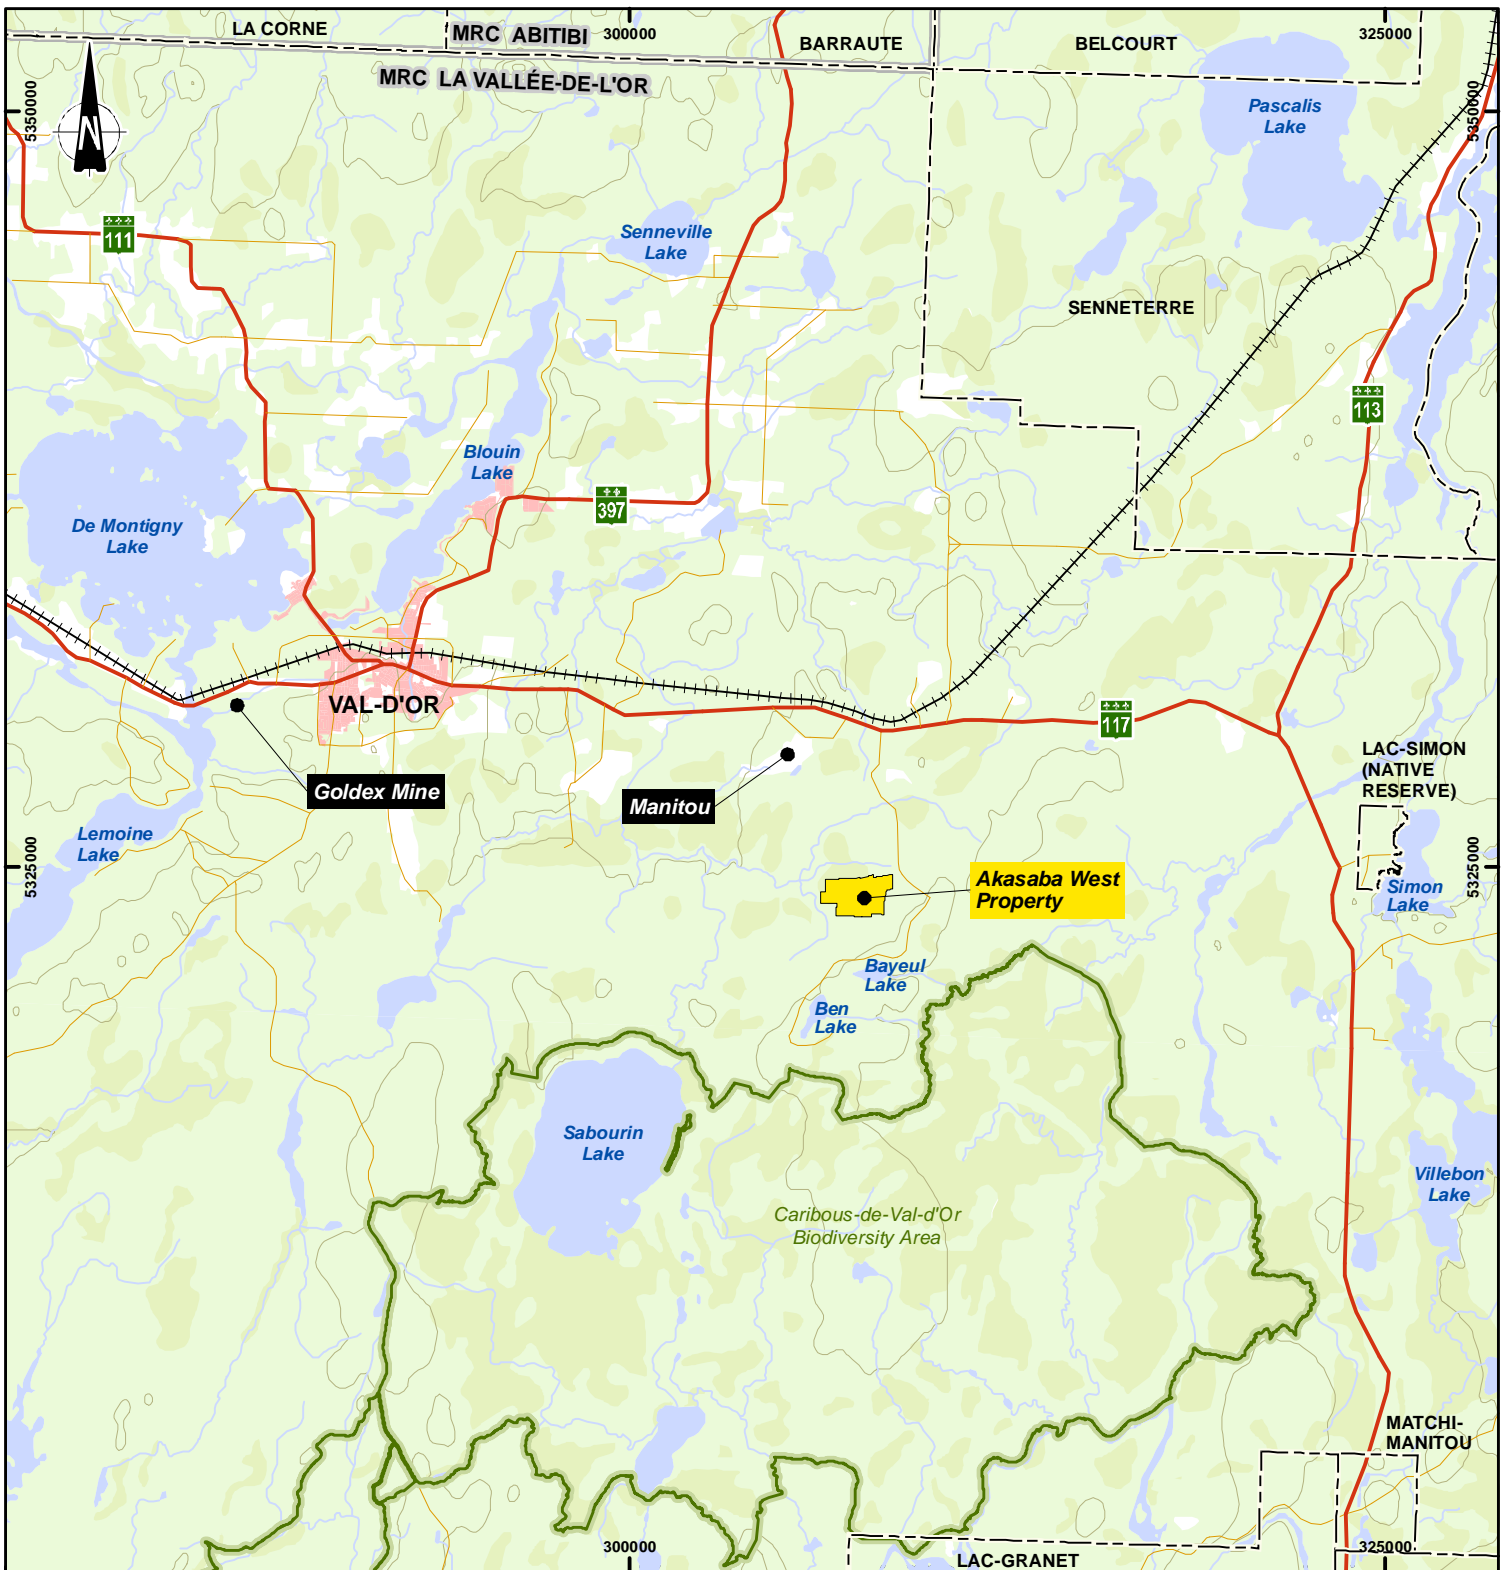 LA CORNE
MRC ABITIBI
300000
BARRAUTE
BELCOURT
325000
MRC LA VALLÉE-DE-L'OR
5350000
N
Pascalis
Lake
5350000
111
Senneville
Lake
SENNETERRE
113
Blouin
Lake
397
De Montigny
Lake
VAL-D'OR
117
LAC-SIMON
(NATIVE
RESERVE)
Goldex Mine
Manitou
Lemoine
Lake
5325000
Akasaba West
Property
5325000
Simon
Lake
Bayeul
Lake
Ben
Lake
Sabourin
Lake
Villebon
Lake
Caribous-de-Val-d'Or
Biodiversity Area
MATCHI-
MANITOU
300000
LAC-GRANET
325000